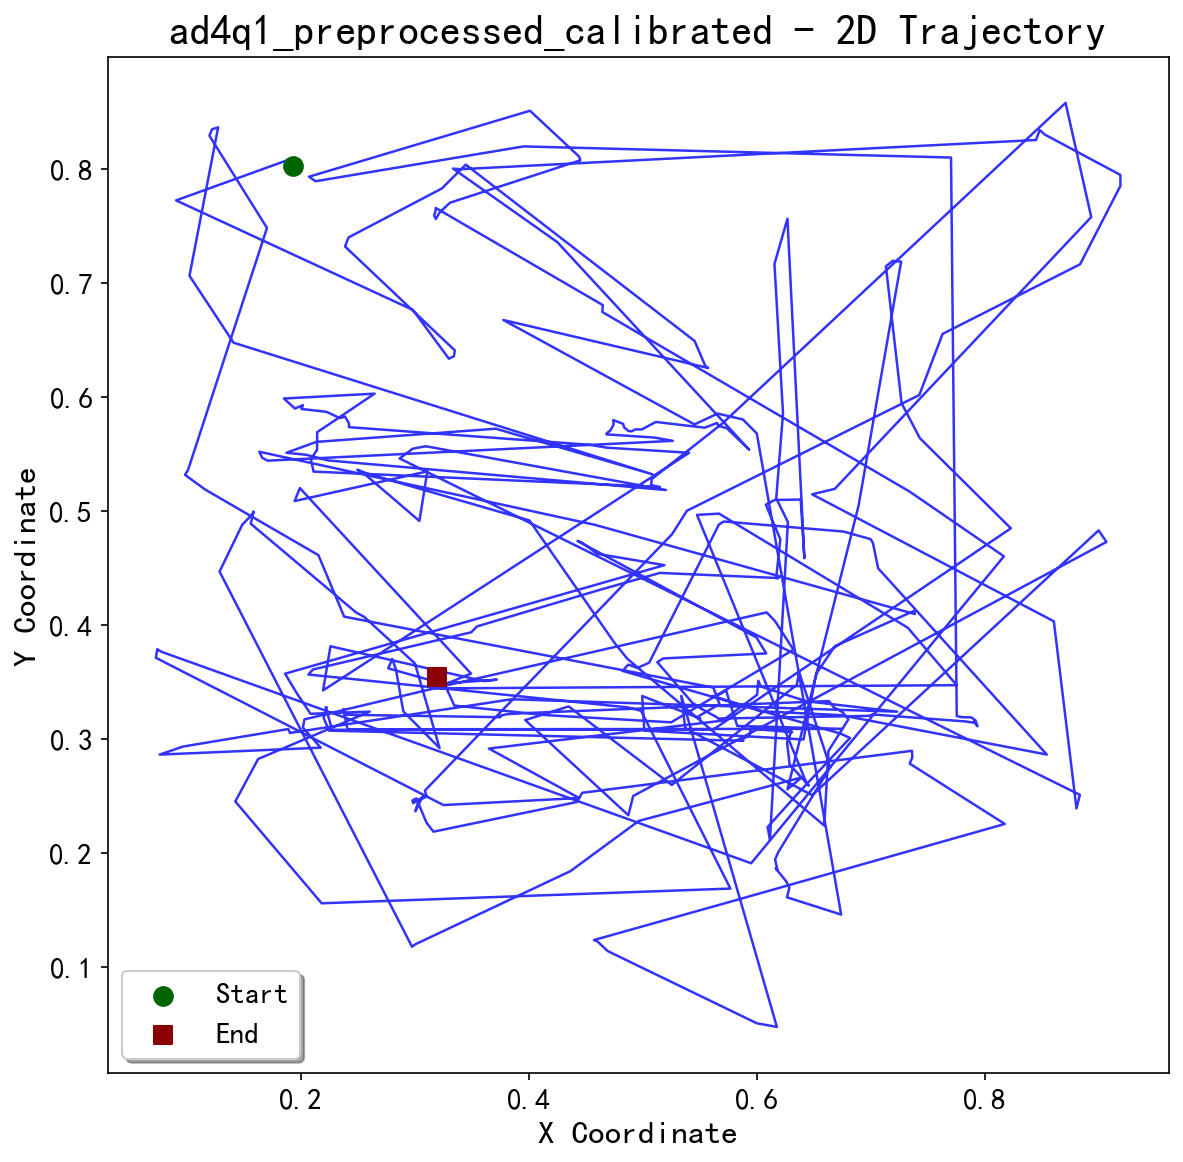 ad4q1_preprocessed_calibrated - 2D Trajectory
Y Coordinate
0.8
0.7
0.6
0.5
0.4
0.3
0.2
0.1
Start
End
0.2 0.4 0.6 0.8
X Coordinate